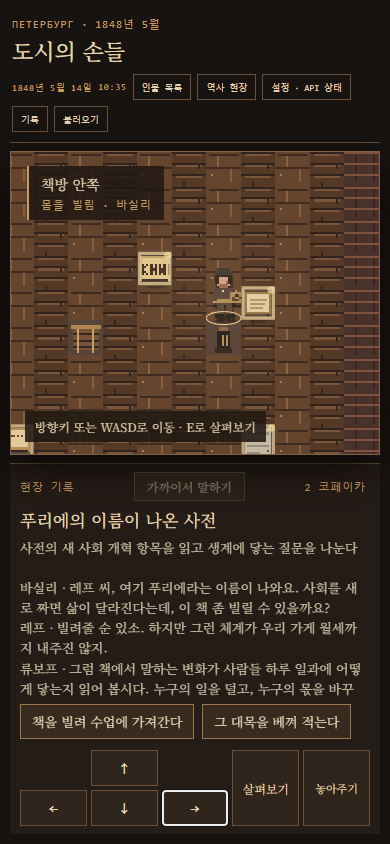 ПЕТЕРБУРГ · 1848년 5월
도시의 손들
1848년 5월 14일 10:35 인물 목록 역사 현장 설정 · API 상태
기록 불러오기
책방 안쪽
몸을 빌림 · 바실리
방향키 또는 WASD로 이동 · E로 살펴보기
현장 기록 가까이서 말하기 2 코페이카
푸리에의 이름이 나온 사전
사전의 새 사회 개혁 항목을 읽고 생계에 닿는 질문을 나눈다
바실리 · 레프 씨, 여기 푸리에라는 이름이 나와요. 사회를 새
로 짜면 삶이 달라진다는데, 이 책 좀 빌릴 수 있을까요?
레프 · 빌려줄 순 있소. 하지만 그런 체계가 우리 가게 월세까
지 내주진 않지.
류보프 · 그럼 책에서 말하는 변화가 사람들 하루 일과에 어떻
게 닿는지 읽어 봅시다. 누구의 일을 덜고, 누구의 몫을 바꾸
책을 빌려 수업에 가져간다 그 대목을 베껴 적는다
↑
← ↓ → 살펴보기 놓아주기